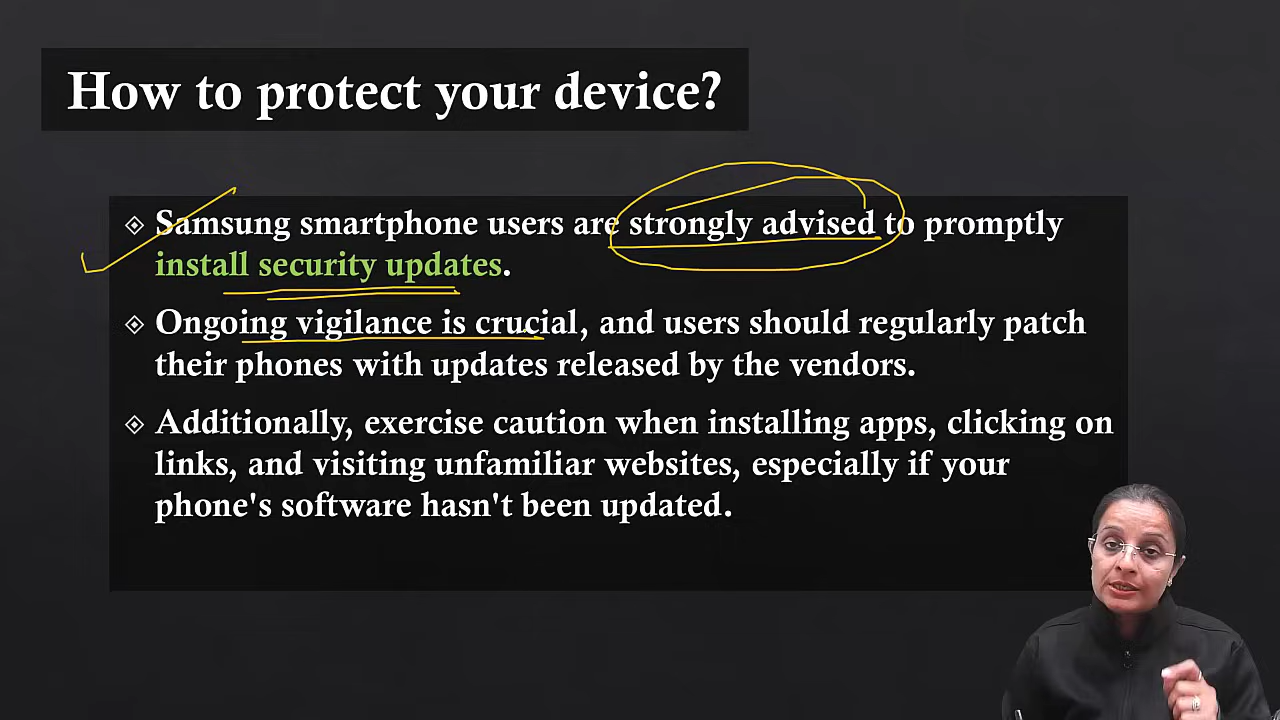 How to protect your device?
Samsung smartphone users are strongly advised to promptly
install security updates.
Ongoing vigilance is crucial, and users should regularly patch
their phones with updates released by the vendors.
Additionally, exercise caution when installing apps, clicking on
links, and visiting unfamiliar websites, especially if your
phone's software hasn't been updated.